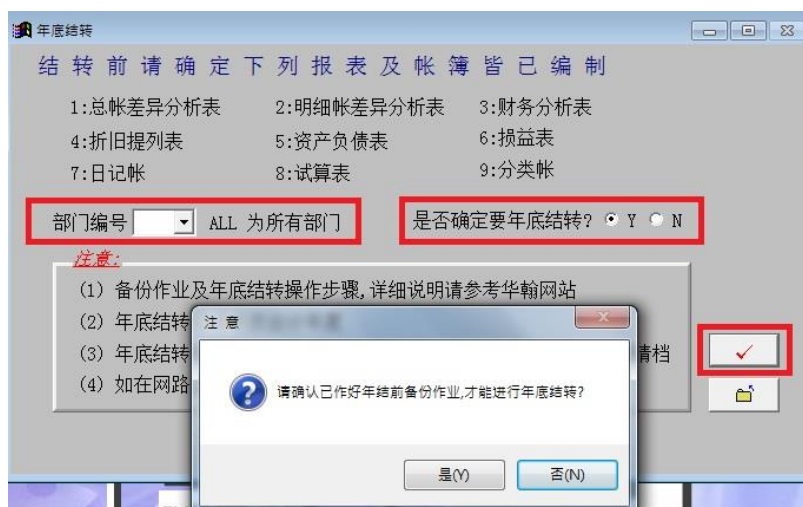 年底结转
结转前请确定下列报表及帐簿皆已编制
1:总帐差异分析表 2:明细帐差异分析表 3:财务分析表
4:折旧提列表 5:资产负债表 6:损益表
7:日记帐 8:试算表 9:分类帐
部门编号 ALL 为所有部门 是否确定要年底结转? Y N
注意:
(1) 备份作业及年底结转操作步骤,详细说明请参考华翰网站
(2) 年底结转
(3) 年底结转 清档
(4) 如在网路
注 意
请确认已作好年结前备份作业,才能进行年底结转?
是(Y) 否(N)